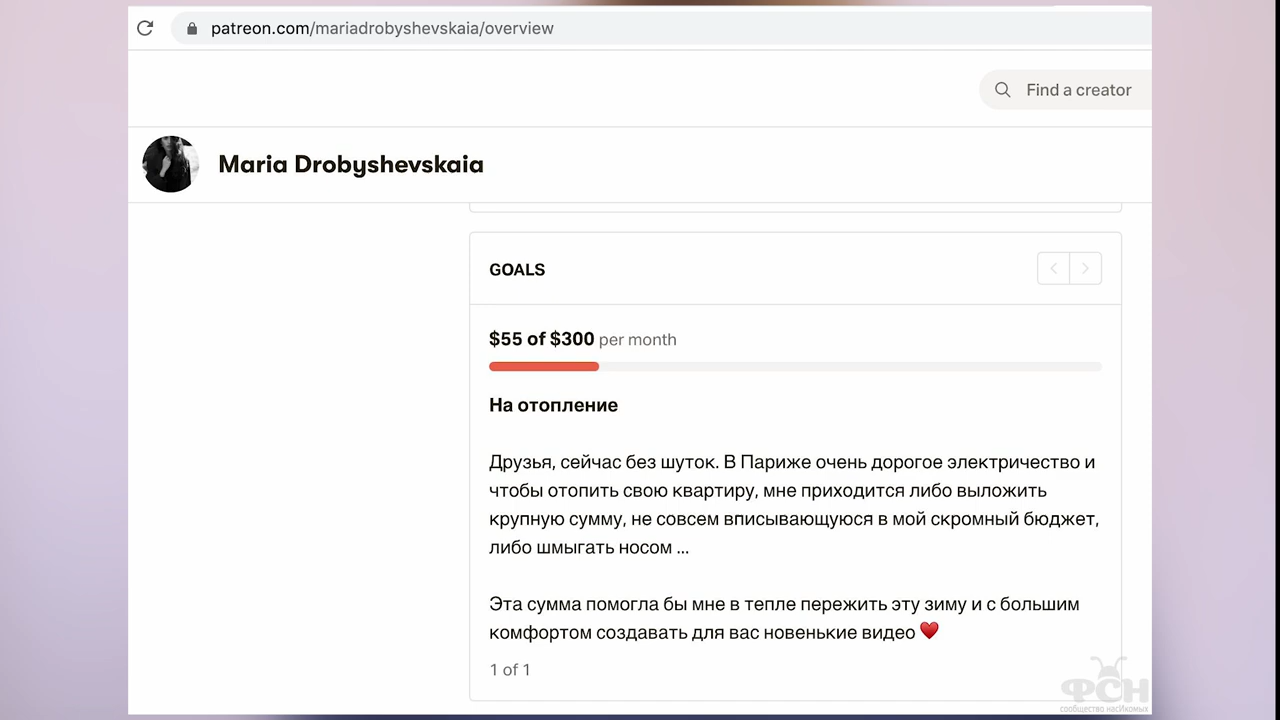 patreon.com/mariadrobyshevskaia/overview
Find a creator
Maria Drobyshevskaia
GOALS
$55 of $300 per month
На отопление
Друзья, сейчас без шуток. В Париже очень дорогое электричество и
чтобы отопить свою квартиру, мне приходится либо выложить
крупную сумму, не совсем вписывающуюся в мой скромный бюджет,
либо шмыгать носом ...
Эта сумма помогла бы мне в тепле пережить эту зиму и с большим
комфортом создавать для вас новенькие видео ♥
1 of 1
ФСН
сообщество насИкомых